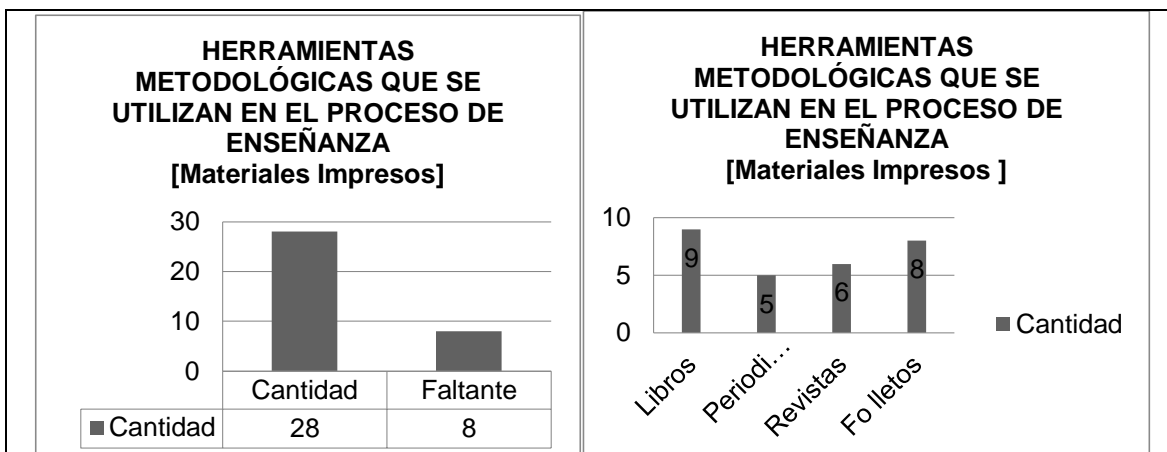 HERRAMIENTAS
METODOLÓGICAS QUE SE
UTILIZAN EN EL PROCESO DE
ENSEÑANZA
[Materiales Impresos]
30
20
10
0
Cantidad Faltante
Cantidad 28 8
HERRAMIENTAS
METODOLÓGICAS QUE SE
UTILIZAN EN EL PROCESO DE
ENSEÑANZA
[Materiales Impresos ]
10
5
0
9 5 6 8
Libros Periodi... Revistas Fo lletos
Cantidad